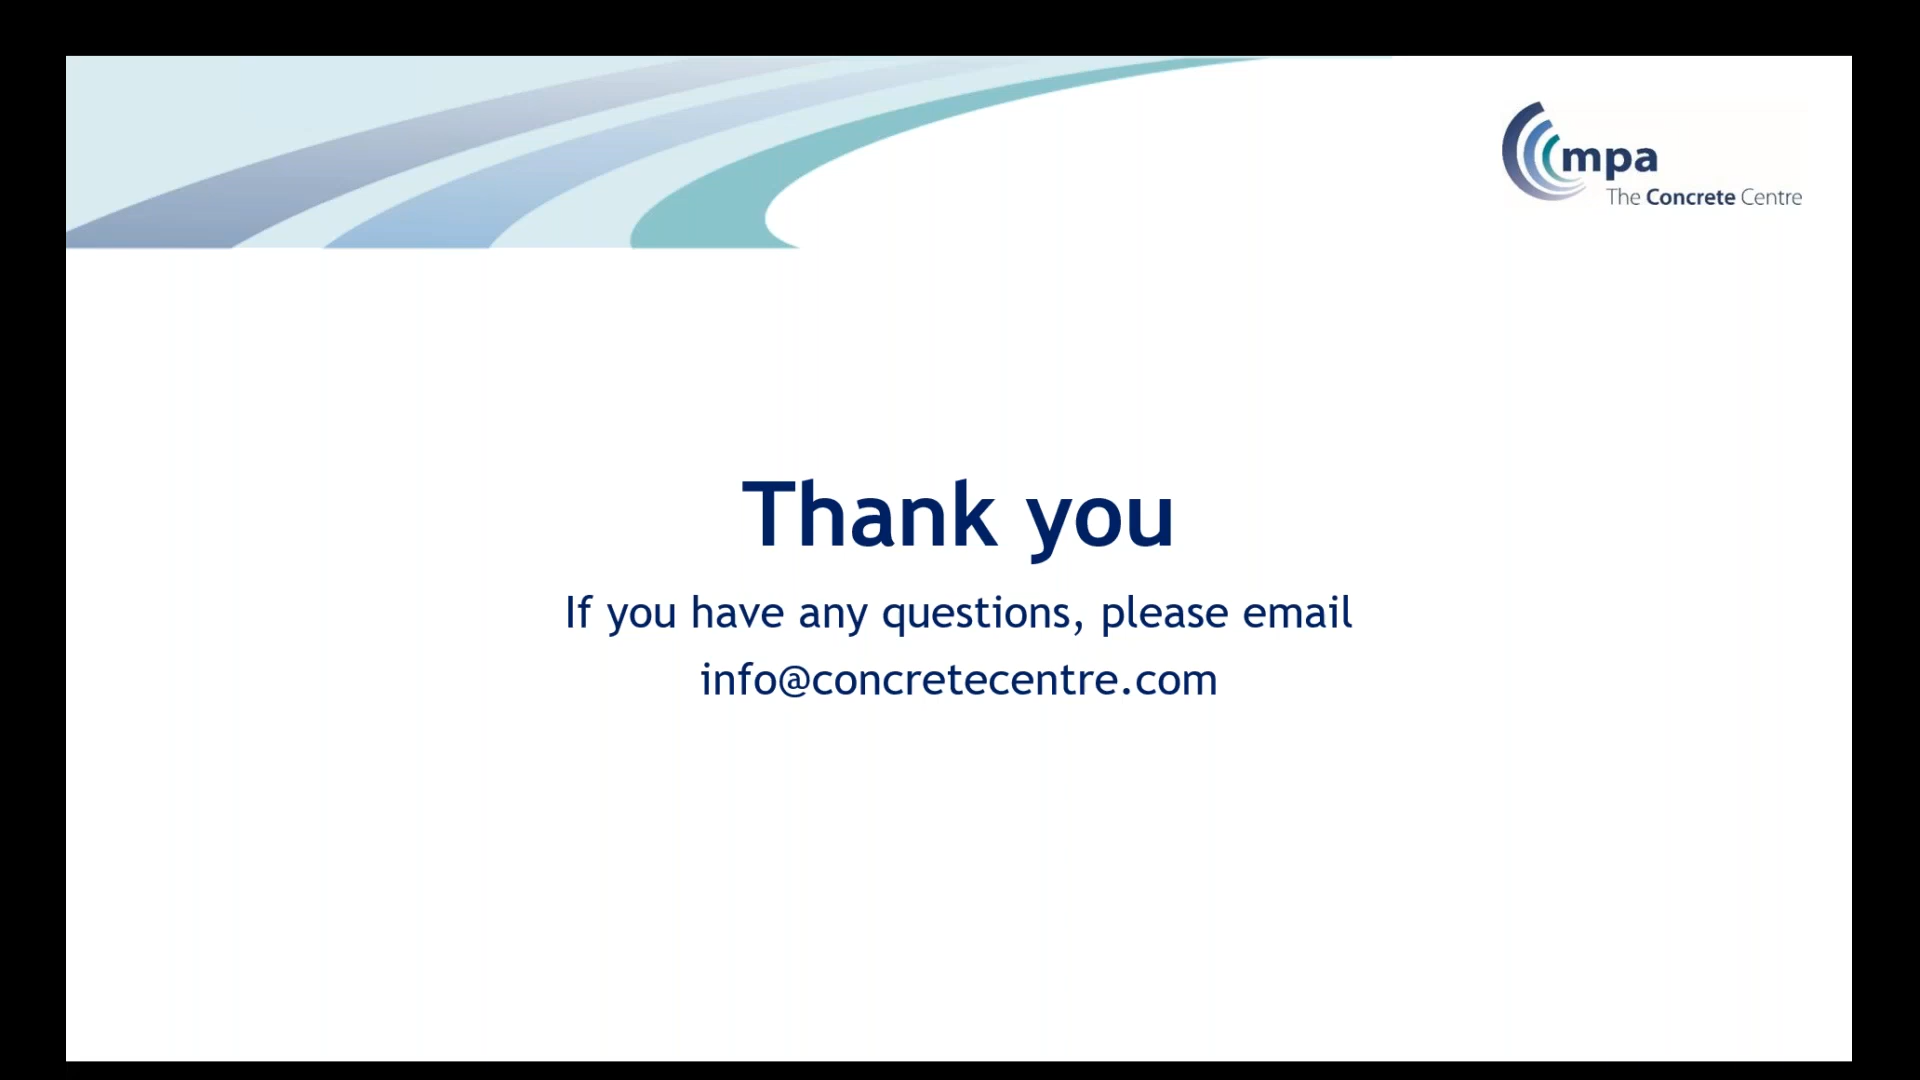 mpa
The Concrete Centre
Thank you
If you have any questions, please email
info@concretecentre.com